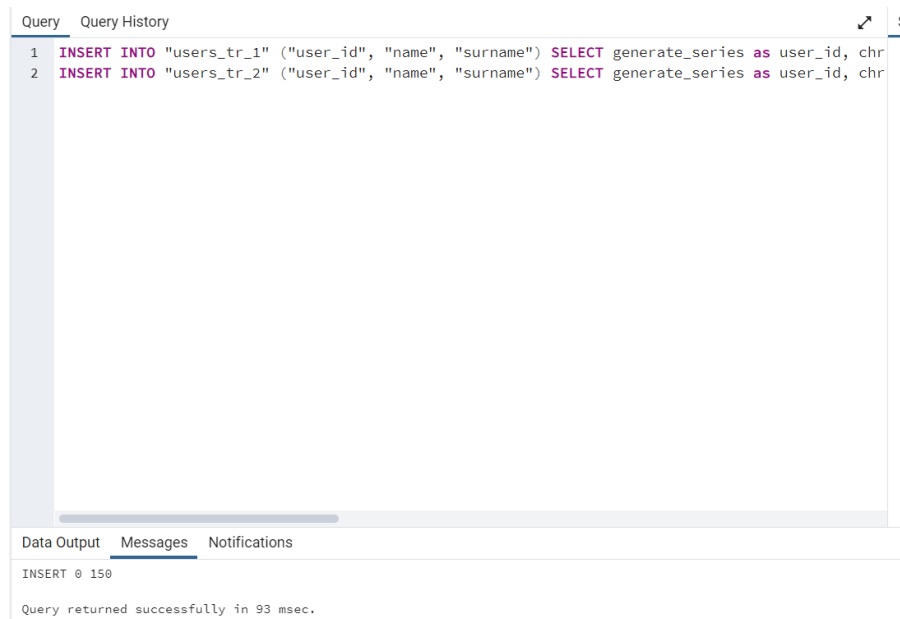 Query Query History
1 INSERT INTO "users_tr_1" ("user_id", "name", "surname") SELECT generate_series as user_id, chr
2 INSERT INTO "users_tr_2" ("user_id", "name", "surname") SELECT generate_series as user_id, chr
Data Output Messages Notifications
INSERT 0 150
Query returned successfully in 93 msec.